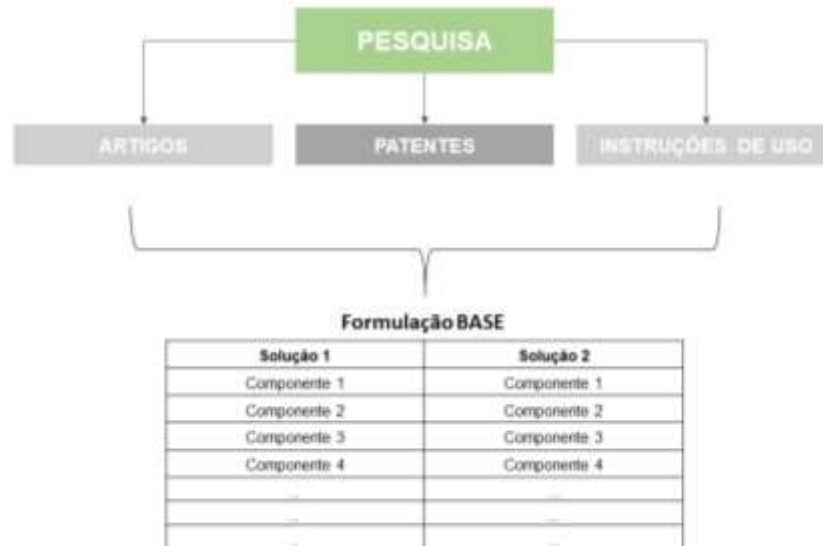 PESQUISA
ARTIGOS PATENTES INSTRUÇÕES DE USO
Formulação BASE
Solução 1 Solução 2
Componente 1 Componente 1
Componente 2 Componente 2
Componente 3 Componente 3
Componente 4 Componente 4
... ...
... ...
... ...